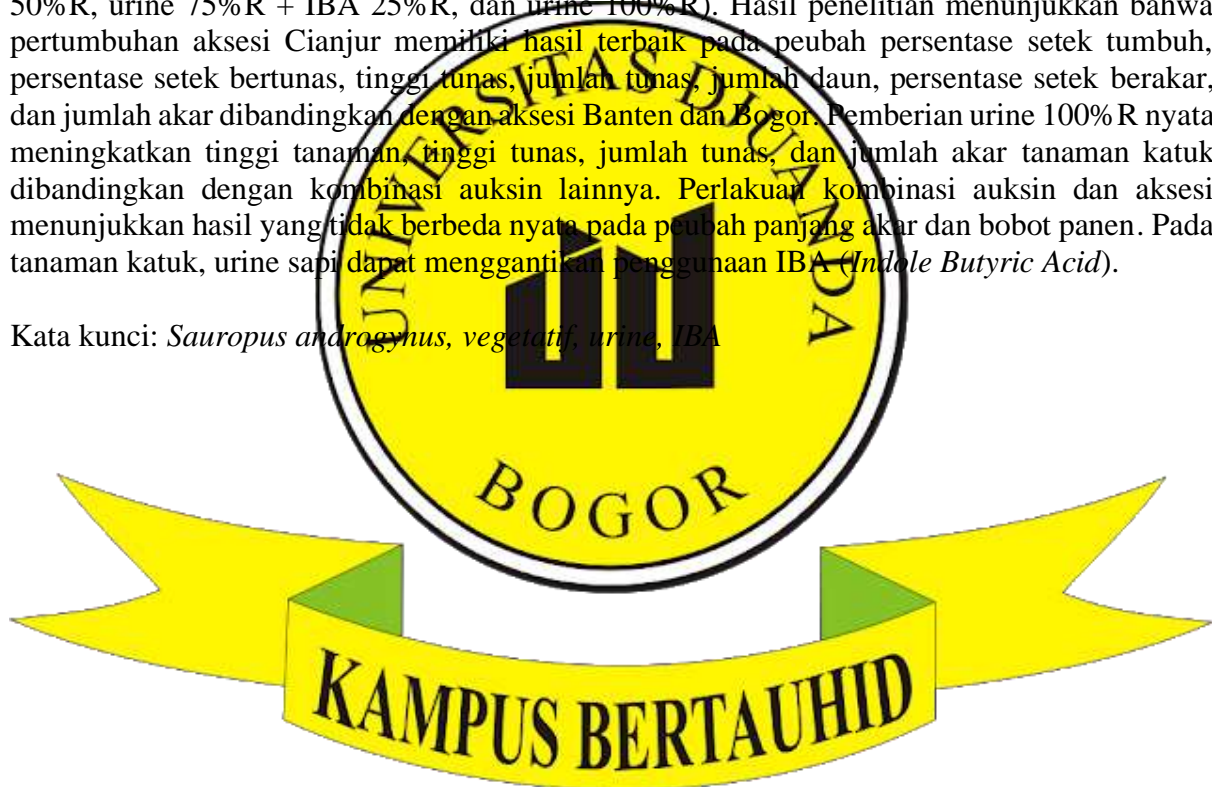 50%R, urine 75%R + IBA 25%R, dan urine 100%R). Hasil penelitian menunjukkan bahwa
pertumbuhan aksesi Cianjur memiliki hasil terbaik pada peubah persentase setek tumbuh,
persentase setek bertunas, tinggi tunas, jumlah tunas, jumlah daun, persentase setek berakar,
dan jumlah akar dibandingkan dengan aksesi Banten dan Bogor. Pemberian urine 100%R nyata
meningkatkan tinggi tanaman, tinggi tunas, jumlah tunas, dan jumlah akar tanaman katuk
dibandingkan dengan kombinasi auksin lainnya. Perlakuan kombinasi auksin dan aksesi
menunjukkan hasil yang tidak berbeda nyata pada peubah panjang akar dan bobot panen. Pada
tanaman katuk, urine sapi dapat menggantikan penggunaan IBA (Indole Butyric Acid).
Kata kunci: Sauropus androgynus, vegetatif, urine, IBA
UNIVERSITAS DJUANDA
BOGOR
KAMPUS BERTAUHID